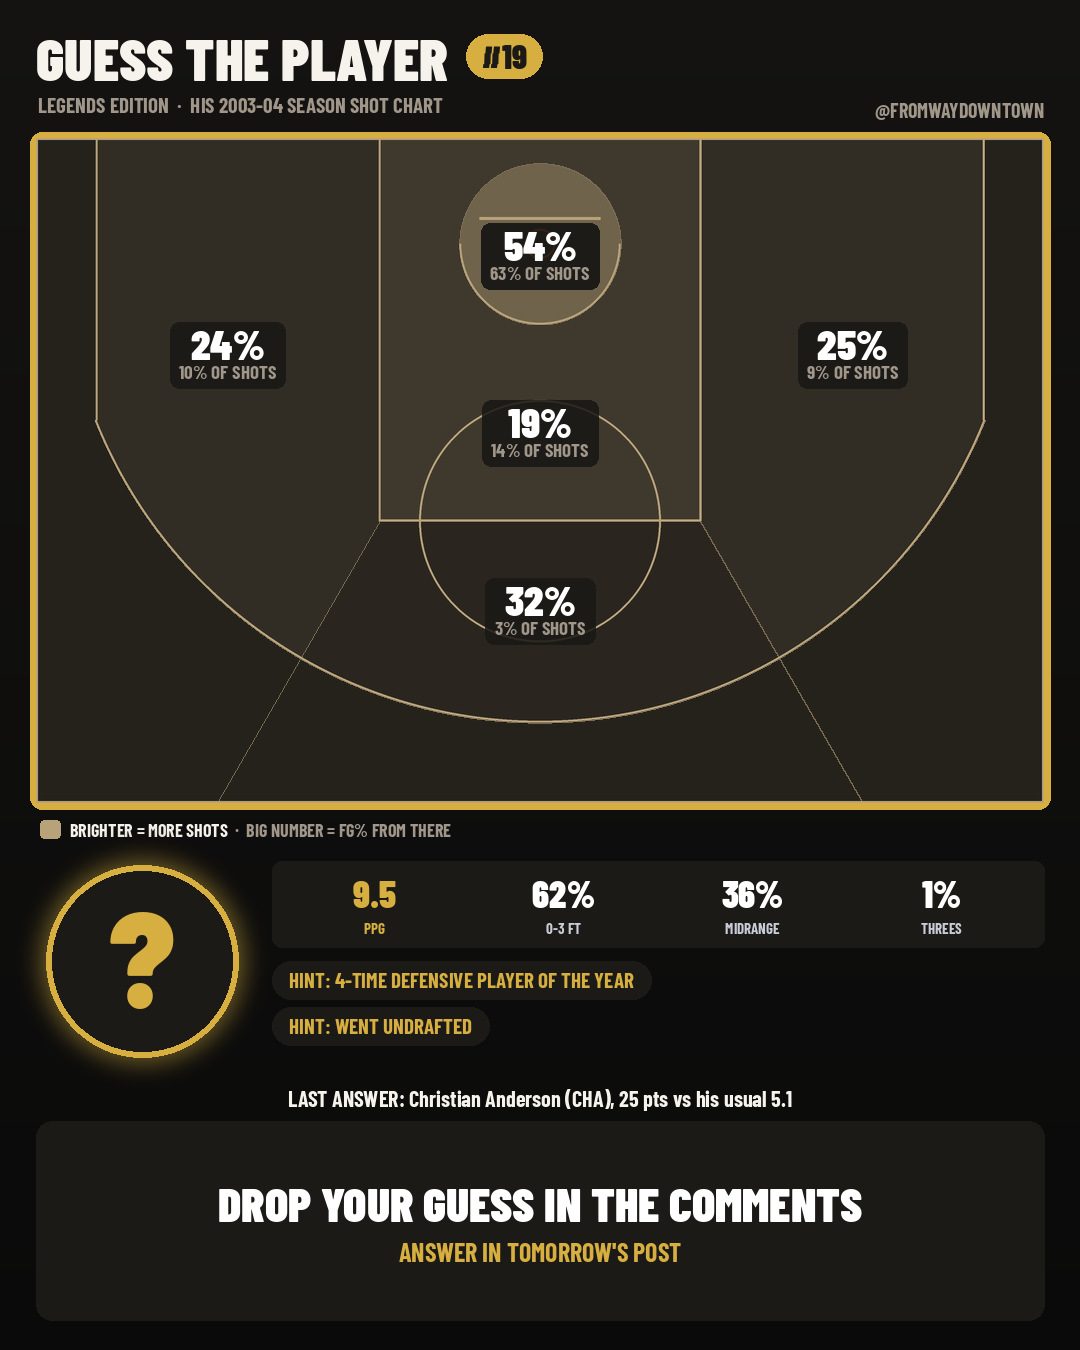 GUESS THE PLAYER #19
LEGENDS EDITION · HIS 2003-04 SEASON SHOT CHART
@FROMWAYDOWNTOWN
54%
63% OF SHOTS
24%
10% OF SHOTS
25%
9% OF SHOTS
19%
14% OF SHOTS
32%
3% OF SHOTS
BRIGHTER = MORE SHOTS · BIG NUMBER = FG% FROM THERE
?
9.5
PPG
62%
0-3 FT
36%
MIDRANGE
1%
THREES
HINT: 4-TIME DEFENSIVE PLAYER OF THE YEAR
HINT: WENT UNDRAFTED
LAST ANSWER: Christian Anderson (CHA), 25 pts vs his usual 5.1
DROP YOUR GUESS IN THE COMMENTS
ANSWER IN TOMORROW'S POST